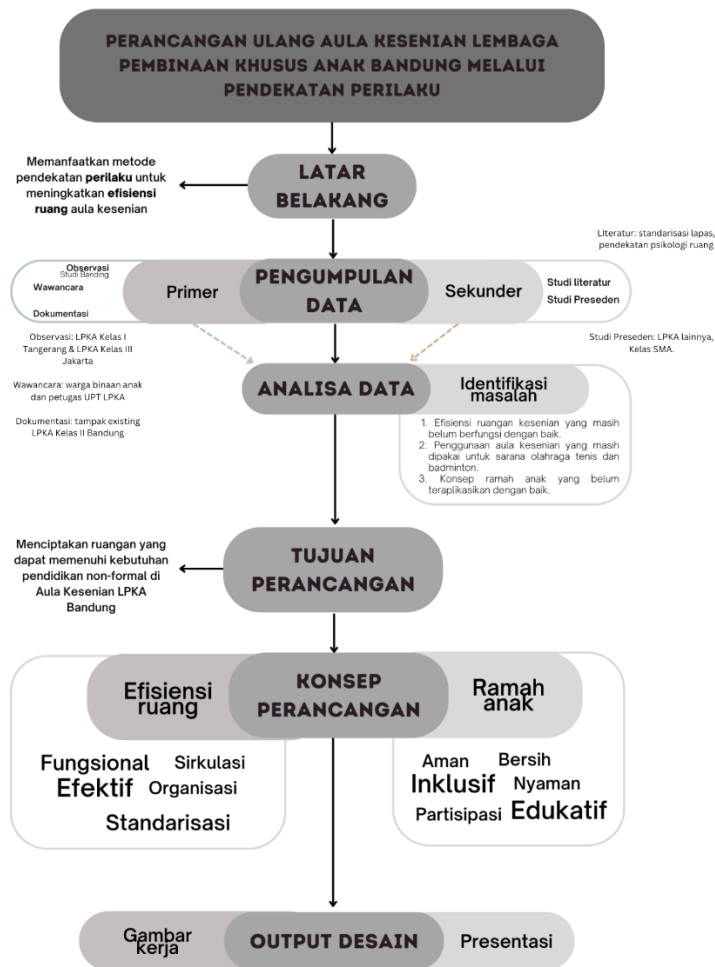 PERANCANGAN ULANG AULA KESENIAN LEMBAGA
PEMBINAAN KHUSUS ANAK BANDUNG MELALUI
PENDEKATAN PERILAKU
Memanfaatkan metode
pendekatan perilaku untuk
meningkatkan efisiensi
ruang aula kesenian
LATAR
BELAKANG
LIteratur: standarisasi lapas,
pendekatan psikologi ruang
Observasi
Studi Banding
Wawancara
Dokumentasi
Primer
PENGUMPULAN
DATA
Sekunder
Studi literatur
Studi Preseden
Observasi: LPKA Kelas I
Tangerang & LPKA Kelas III
Jakarta
Wawancara: warga binaan anak
dan petugas UPT LPKA
Dokumentasi: tampak existing
LPKA Kelas II Bandung
Studi Preseden: LPKA lainnya,
Kelas SMA.
ANALISA DATA
Identifikasi
masalah
1. Efisiensi ruangan kesenian yang masih
belum berfungsi dengan baik.
2. Penggunaan aula kesenian yang masih
dipakai untuk sarana olahraga tenis dan
badminton.
3. Konsep ramah anak yang belum
teraplikasikan dengan baik.
Menciptakan ruangan yang
dapat memenuhi kebutuhan
pendidikan non-formal di
Aula Kesenian LPKA
Bandung
TUJUAN
PERANCANGAN
Efisiensi
ruang
KONSEP
PERANCANGAN
Ramah
anak
Fungsional Sirkulasi
Efektif Organisasi
Standarisasi
Aman Bersih
Inklusif Nyaman
Partisipasi Edukatif
Gambar
kerja
OUTPUT DESAIN
Presentasi